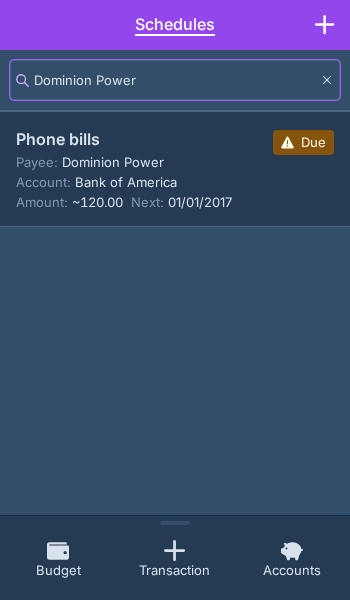 Schedules
Dominion Power
Phone bills
Due
Payee: Dominion Power
Account: Bank of America
Amount: ~120.00 Next: 01/01/2017
Budget
Transaction
Accounts